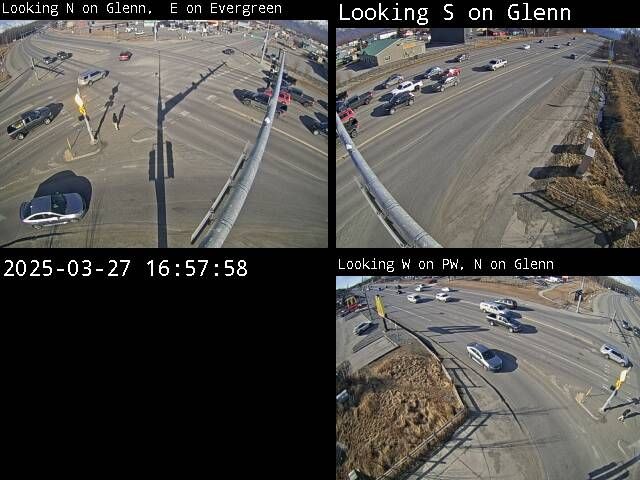 Looking N on Glenn, E on Evergreen
Looking S on Glenn
2025-03-27 16:57:58
Looking W on PW, N on Glenn